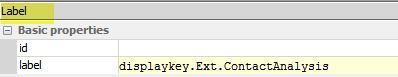 Label
Basic properties
id
label displaykey.Ext.ContactAnalysis